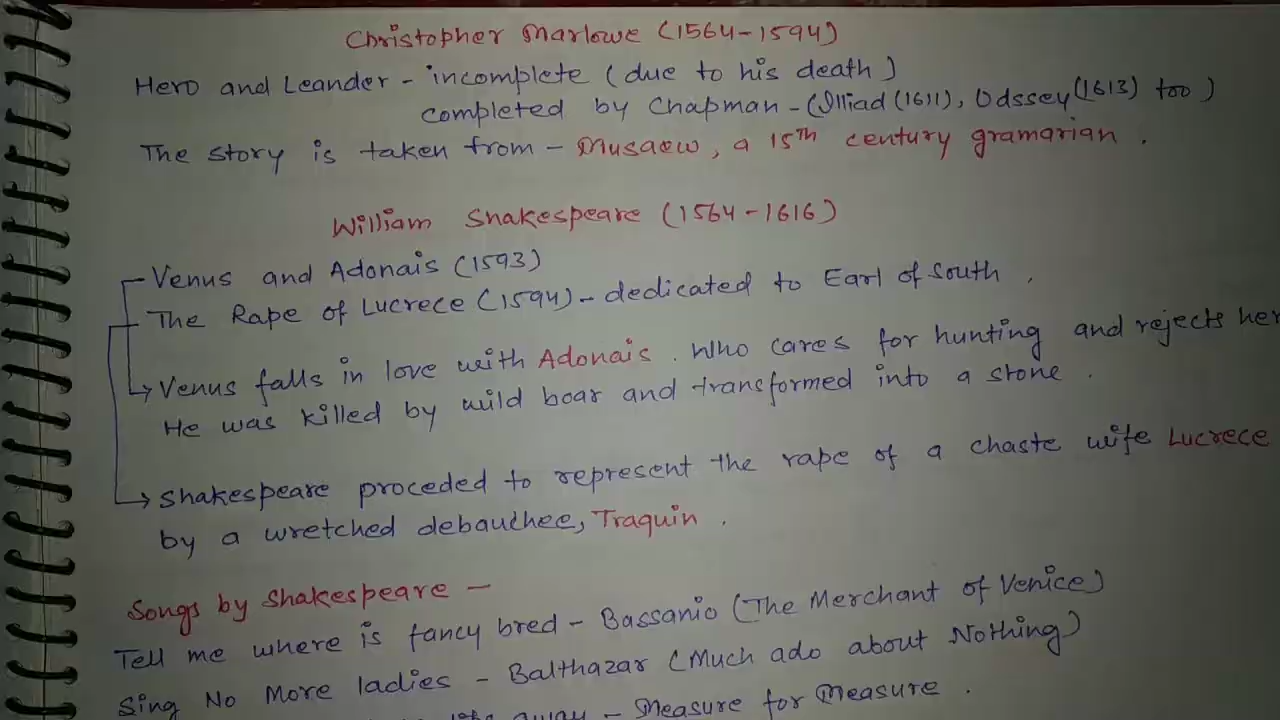 Christopher Marlowe (1564-1594)
Hero and Leander - incomplete (due to his death)
completed by Chapman - (Illiad (1611), Odssey (1613) too)
The story is taken from - Musaew, a 15th century gramarian.
William Shakespeare (1564-1616)
Venus and Adonais (1593)
The Rape of Lucrece (1594) - dedicated to Earl of South.
Venus falls in love with Adonais. Who cares for hunting and rejects her
He was killed by wild boar and transformed into a stone.
Shakespeare proceded to represent the rape of a chaste wife Lucrece
by a wretched debauchee, Traquin.
Songs by Shakespeare -
Tell me where is fancy bred - Bassanio (The Merchant of Venice)
Sing No More ladies - Balthazar (Much ado about Nothing)
away - Measure for Measure.